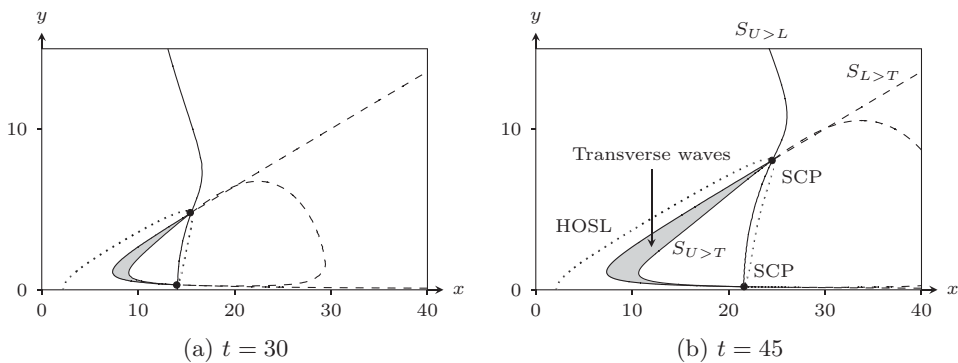 y
10
0
0 10 20 30 40 x
(a) t = 30
y
S_{U>L}
S_{L>T}
10
Transverse waves
SCP
HOSL
S_{U>T}
SCP
0
0 10 20 30 40 x
(b) t = 45